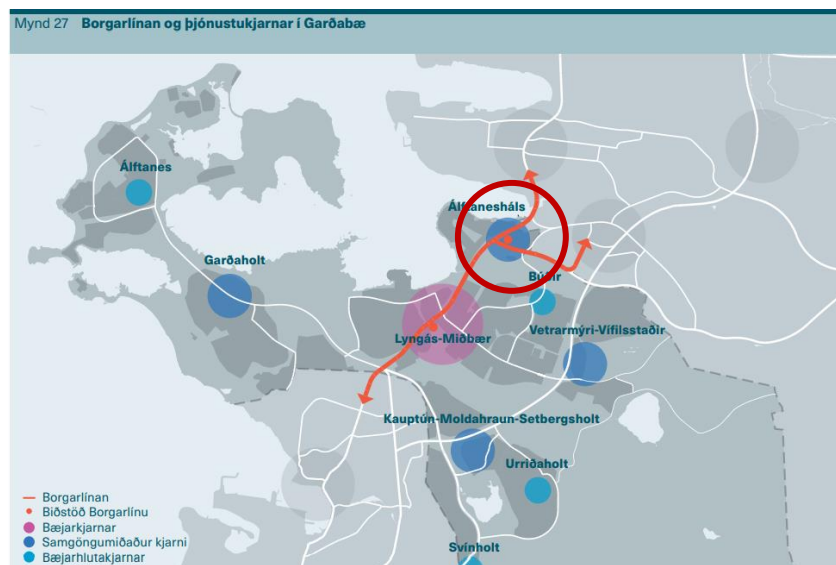 Mynd 27 Borgarlínan og þjónustukjarnar í Garðabæ
Álftanes
Álftanesháls
Garðaholt
Búðir
Lyngás-Miðbær
Vetrarmýri-Vífilsstaðir
Kauptún-Moldahraun-Setbergsholt
Urriðaholt
Svínholt
Borgarlínan
Biðstöð Borgarlínu
Bæjarkjarnar
Samgöngumiðaður kjarni
Bæjarhlutakjarnar